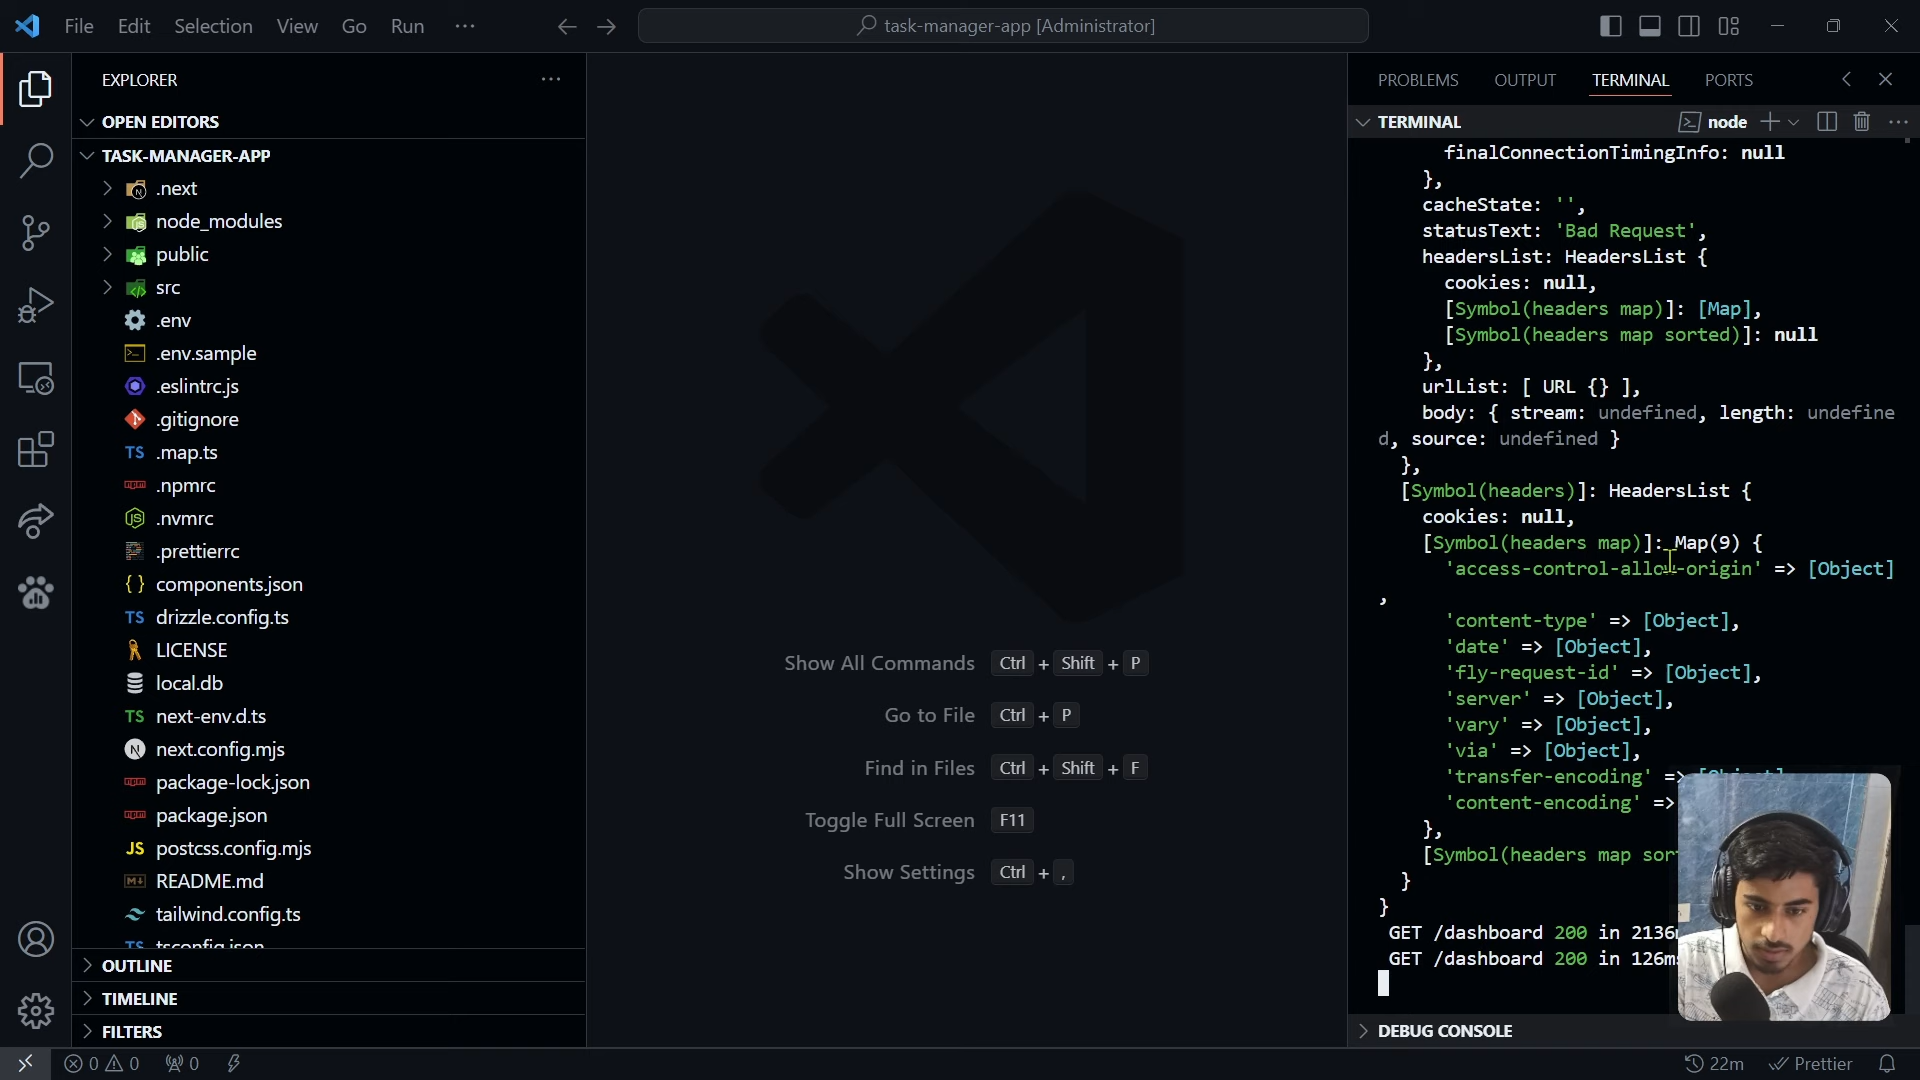 File Edit Selection View Go Run ···
task-manager-app [Administrator]
EXPLORER
OPEN EDITORS
TASK-MANAGER-APP
.next
node_modules
public
src
.env
.env.sample
.eslintrc.js
.gitignore
TS .map.ts
.npmrc
.nvmrc
.prettierrc
{ } components.json
TS drizzle.config.ts
LICENSE
local.db
TS next-env.d.ts
N next.config.mjs
package-lock.json
package.json
JS postcss.config.mjs
README.md
tailwind.config.ts
TS tsconfig.json
OUTLINE
TIMELINE
FILTERS
Show All Commands Ctrl + Shift + P
Go to File Ctrl + P
Find in Files Ctrl + Shift + F
Toggle Full Screen F11
Show Settings Ctrl + ,
PROBLEMS OUTPUT TERMINAL PORTS
TERMINAL node
finalConnectionTimingInfo: null
},
cacheState: '',
statusText: 'Bad Request',
headersList: HeadersList {
cookies: null,
[Symbol(headers map)]: [Map],
[Symbol(headers map sorted)]: null
},
urlList: [ URL {} ],
body: { stream: undefined, length: undefine
d, source: undefined }
},
[Symbol(headers)]: HeadersList {
cookies: null,
[Symbol(headers map)]: Map(9) {
'access-control-allow-origin' => [Object]
,
'content-type' => [Object],
'date' => [Object],
'fly-request-id' => [Object],
'server' => [Object],
'vary' => [Object],
'via' => [Object],
'transfer-encoding' => [Object],
'content-encoding' =>
},
[Symbol(headers map sor
}
}
GET /dashboard 200 in 2136
GET /dashboard 200 in 126ms
DEBUG CONSOLE
0 0 0
22m Prettier